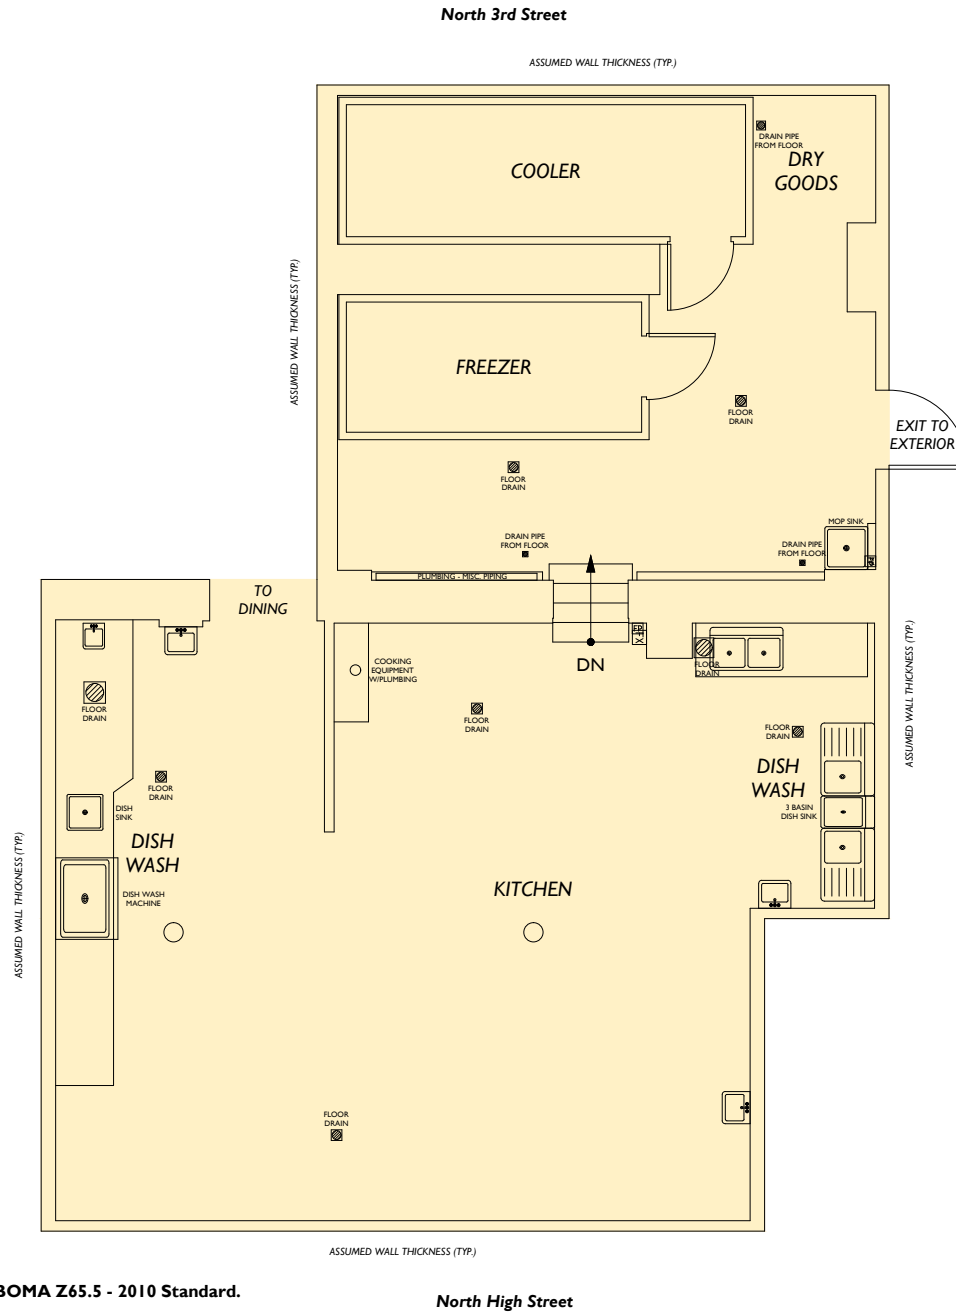 North 3rd Street
ASSUMED WALL THICKNESS (TYP.)
DRAIN PIPE
FROM FLOOR
COOLER
DRY
GOODS
ASSUMED WALL THICKNESS (TYP.)
FREEZER
FLOOR
DRAIN
EXIT TO
EXTERIOR
FLOOR
DRAIN
MOP SINK
DRAIN PIPE
FROM FLOOR
DRAIN PIPE
FROM FLOOR
PLUMBING - MISC. PIPING
TO
DINING
DN
COOKING
EQUIPMENT
W/PLUMBING
FLOOR
DRAIN
ASSUMED WALL THICKNESS (TYP.)
FLOOR
DRAIN
FLOOR
DRAIN
FLOOR
DRAIN
DISH
WASH
FLOOR
DRAIN
DISH
SINK
3 BASIN
DISH SINK
DISH
WASH
ASSUMED WALL THICKNESS (TYP.)
DISH WASH
MACHINE
KITCHEN
FLOOR
DRAIN
ASSUMED WALL THICKNESS (TYP.)
BOMA Z65.5 - 2010 Standard.
North High Street